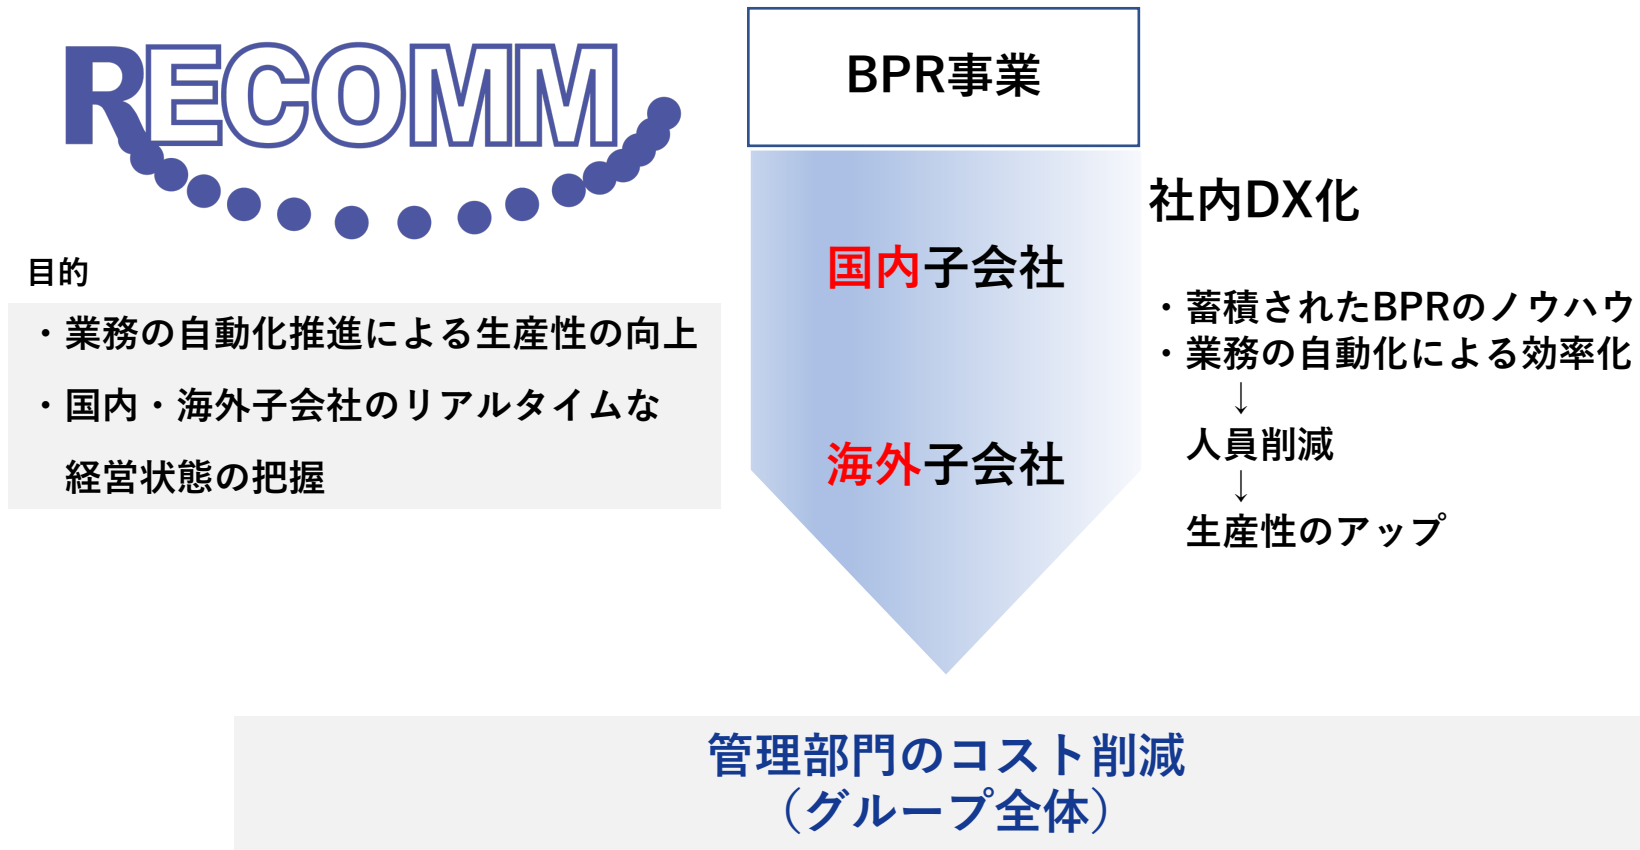 RECOMM
目的
・業務の自動化推進による生産性の向上
・国内・海外子会社のリアルタイムな
経営状態の把握
BPR事業
国内子会社
海外子会社
社内DX化
・蓄積されたBPRのノウハウ
・業務の自動化による効率化
↓
人員削減
↓
生産性のアップ
管理部門のコスト削減
（グループ全体）